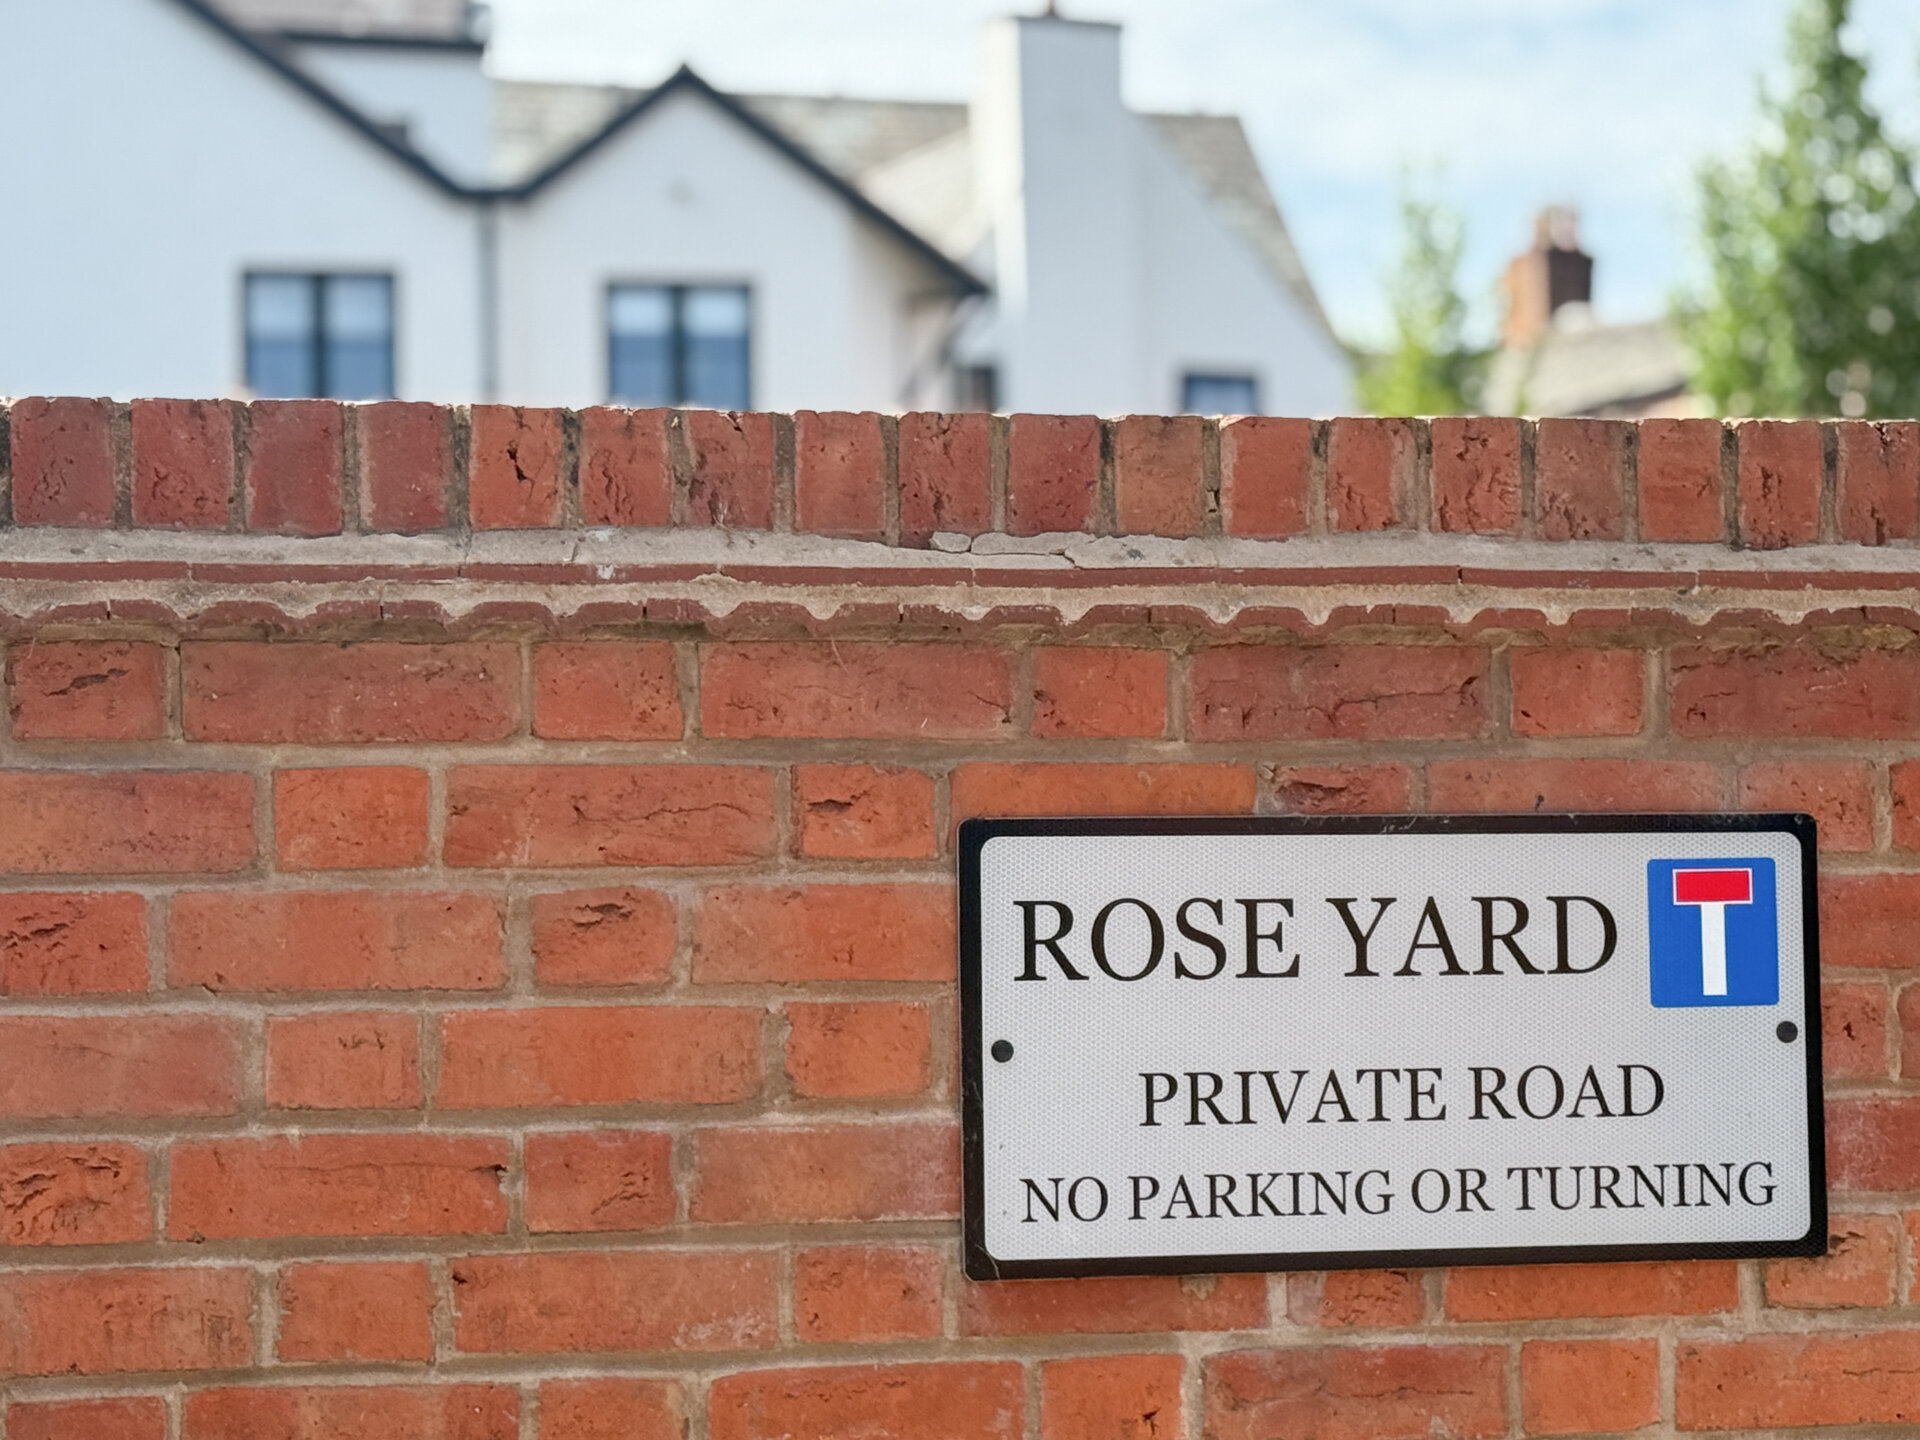 ROSE YARD
PRIVATE ROAD
NO PARKING OR TURNING